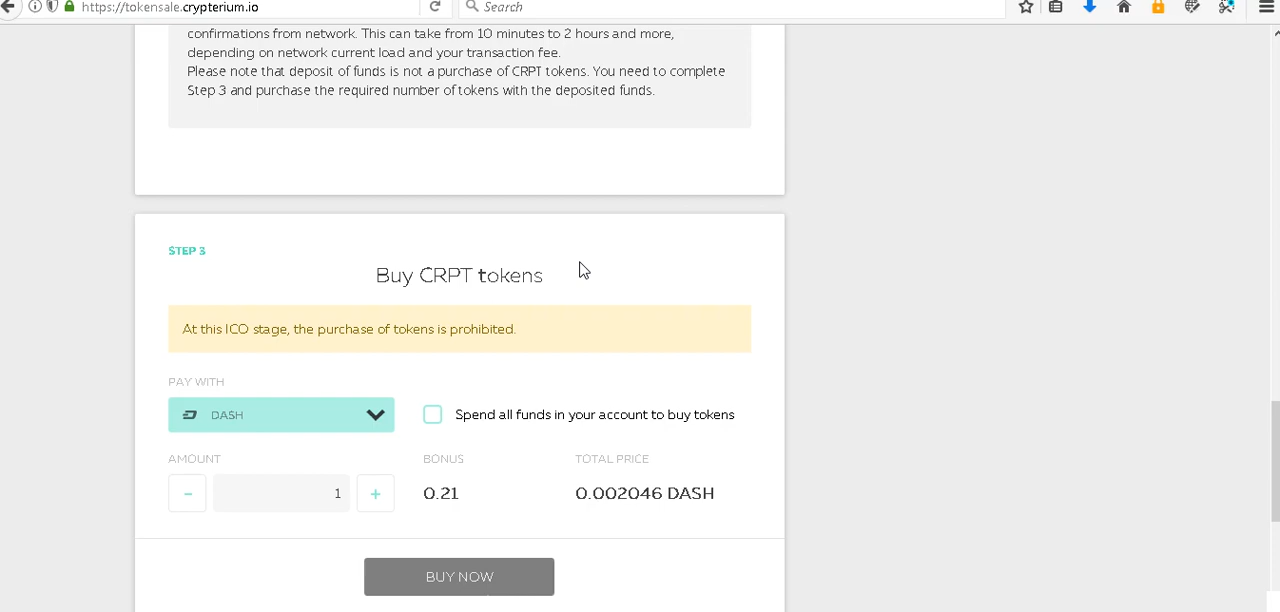 https://tokensale.crypterium.io
Search
confirmations from network. This can take from 10 minutes to 2 hours and more,
depending on network current load and your transaction fee.
Please note that deposit of funds is not a purchase of CRPT tokens. You need to complete
Step 3 and purchase the required number of tokens with the deposited funds.
STEP 3
Buy CRPT tokens
At this ICO stage, the purchase of tokens is prohibited.
PAY WITH
DASH
Spend all funds in your account to buy tokens
AMOUNT
BONUS
TOTAL PRICE
- 1 +
0.21
0.002046 DASH
BUY NOW